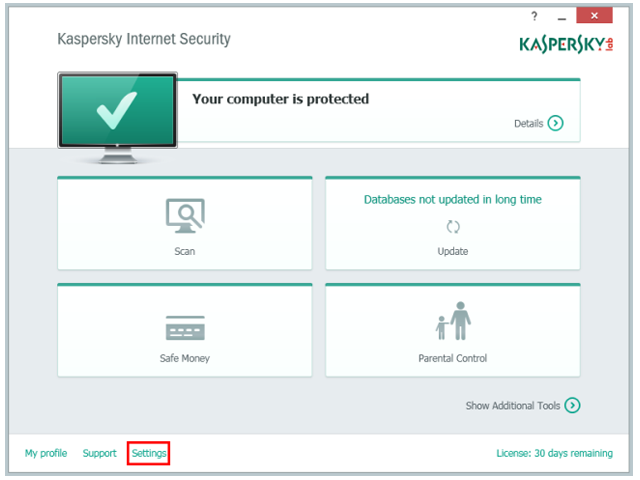 ?
Kaspersky Internet Security
KASPERSKY lab
Your computer is protected
Details
Scan
Databases not updated in long time
Update
Safe Money
Parental Control
Show Additional Tools
My profile Support Settings License: 30 days remaining